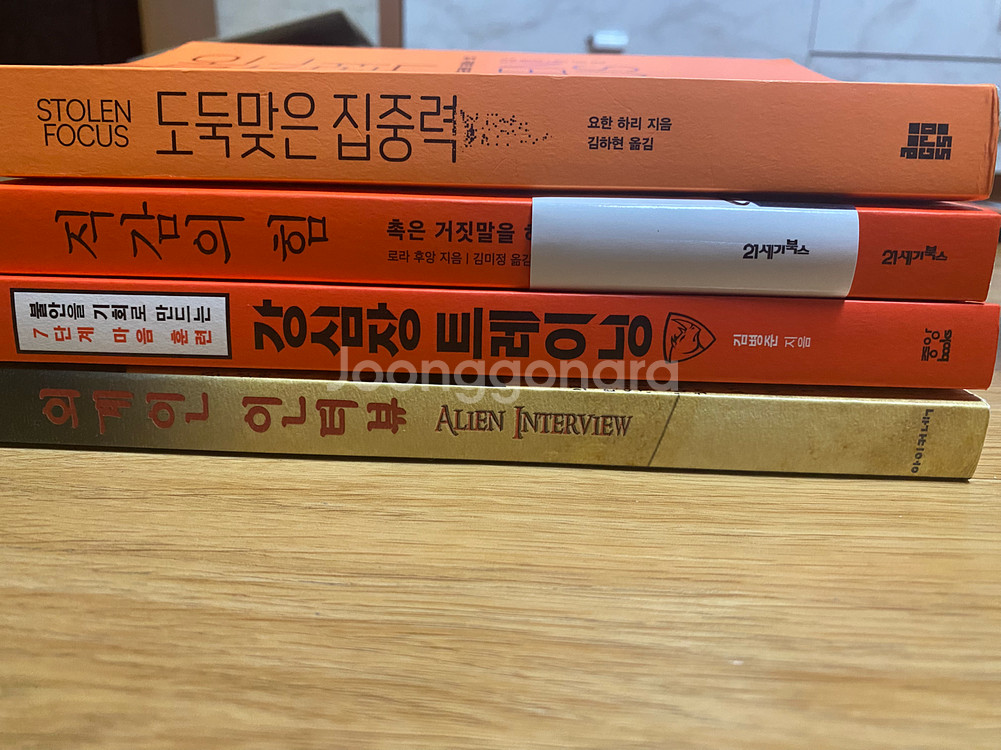 STOLEN
FOCUS
도둑맞은 집중력
요한 하리 지음
김하현 옮김
across
직감의 힘
촉은 거짓말을
로라 후앙 지음 | 김미정 옮김
21세기북스
21세기북스
불안을 기회로 만드는
7단계 마음 훈련
강심장 트레이닝
김병준 지음
중앙books
Joonggonara
외계인 인터뷰
ALIEN INTERVIEW
아이커넥